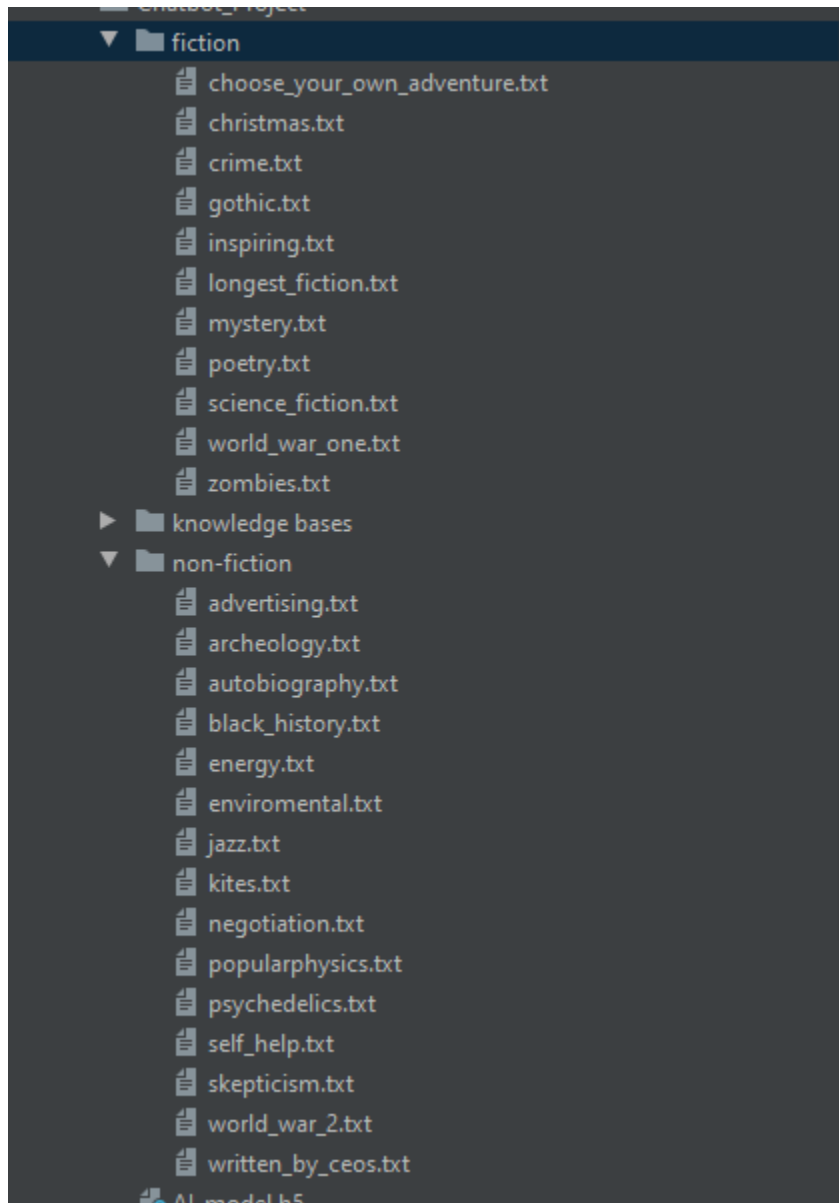 Chatbot_Project
fiction
choose_your_own_adventure.txt
christmas.txt
crime.txt
gothic.txt
inspiring.txt
longest_fiction.txt
mystery.txt
poetry.txt
science_fiction.txt
world_war_one.txt
zombies.txt
knowledge bases
non-fiction
advertising.txt
archeology.txt
autobiography.txt
black_history.txt
energy.txt
enviromental.txt
jazz.txt
kites.txt
negotiation.txt
popularphysics.txt
psychedelics.txt
self_help.txt
skepticism.txt
world_war_2.txt
written_by_ceos.txt
AI_model.h5